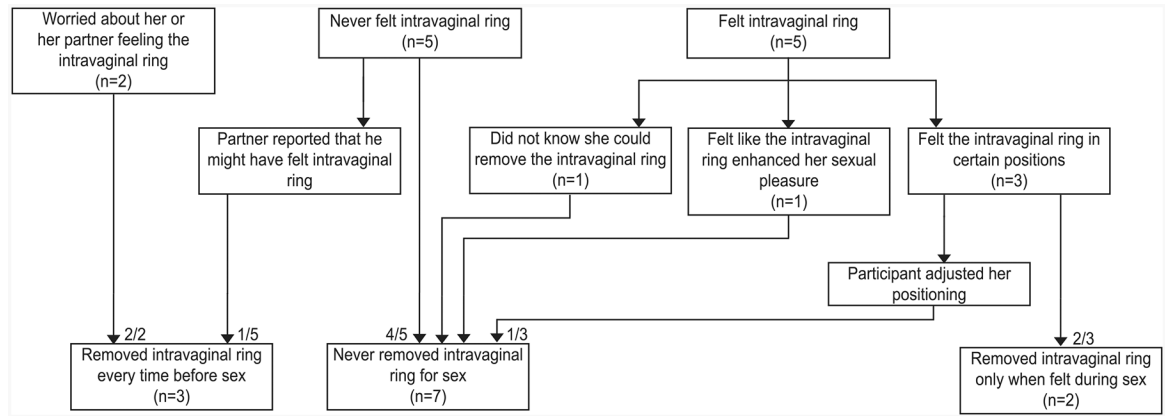 Worried about her or
her partner feeling the
intravaginal ring
(n=2)
Never felt intravaginal ring
(n=5)
Felt intravaginal ring
(n=5)
Partner reported that he
might have felt intravaginal
ring
Did not know she could
remove the intravaginal ring
(n=1)
Felt like the intravaginal
ring enhanced her sexual
pleasure
(n=1)
Felt the intravaginal ring in
certain positions
(n=3)
Participant adjusted her
positioning
2/2
1/5
4/5
1/3
2/3
Removed intravaginal ring
every time before sex
(n=3)
Never removed intravaginal
ring for sex
(n=7)
Removed intravaginal ring
only when felt during sex
(n=2)